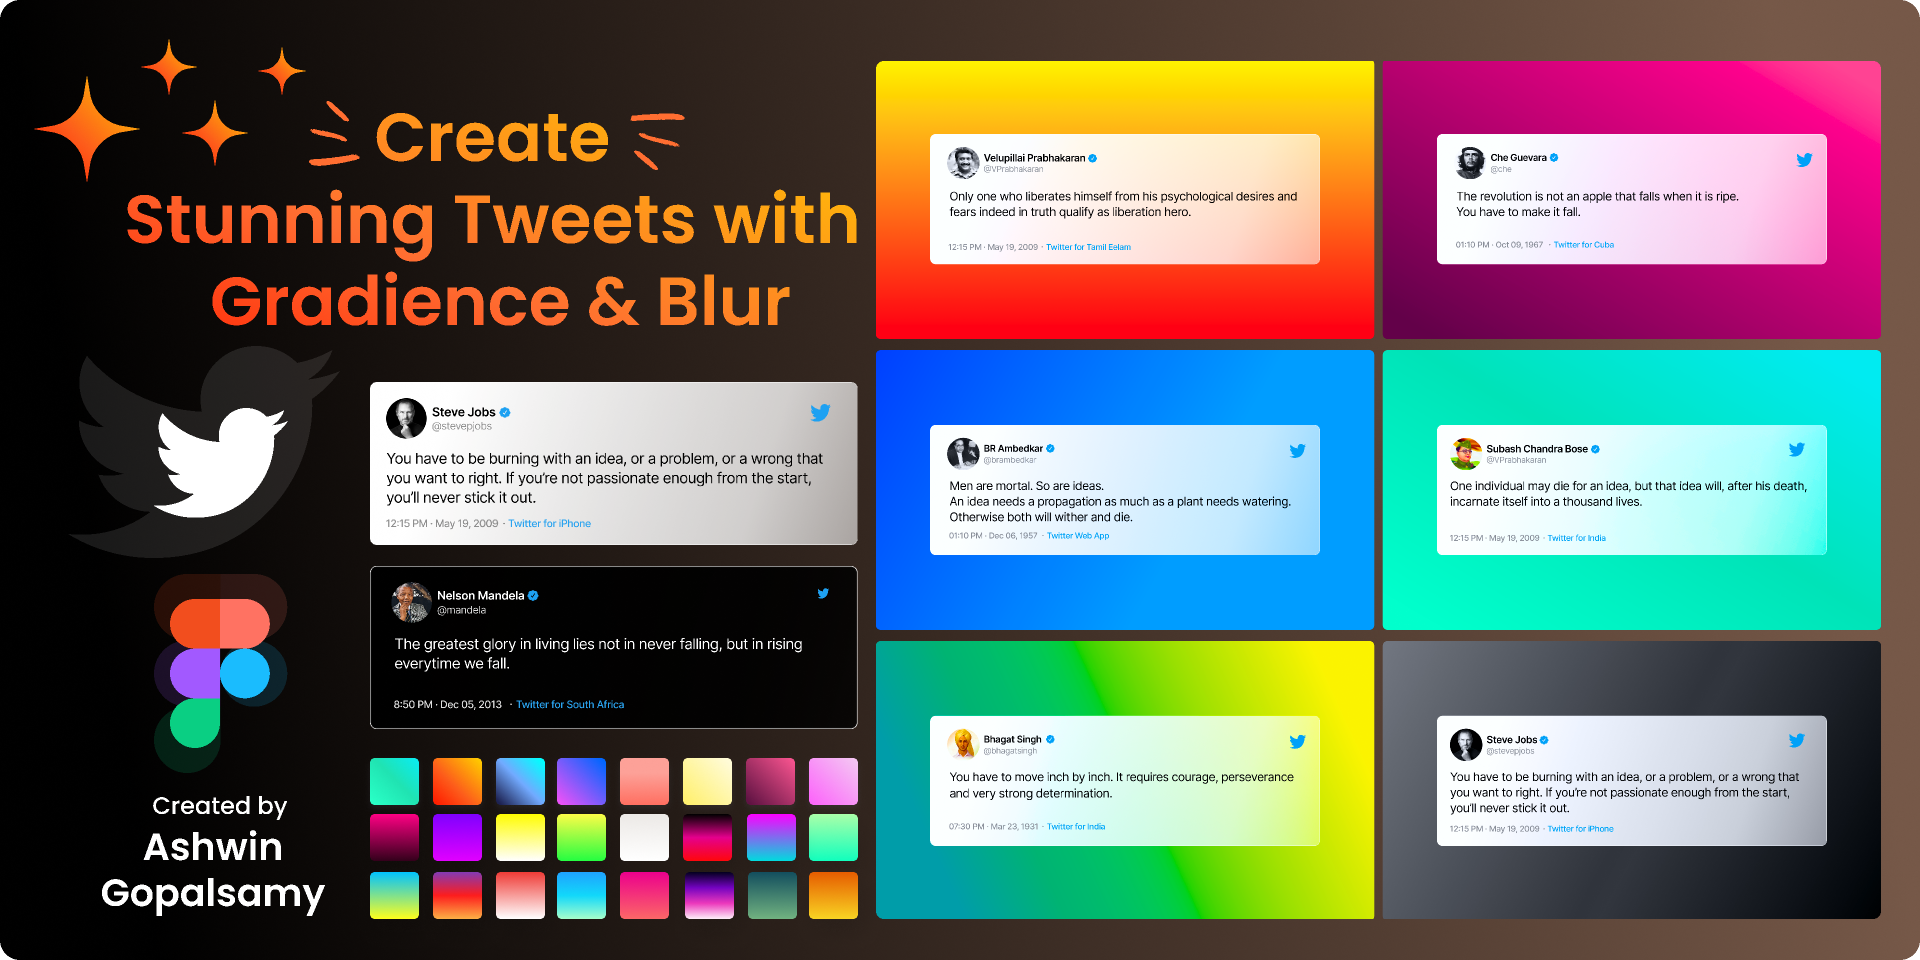 Create
Stunning Tweets with
Gradience & Blur
Steve Jobs
@stevepjobs
You have to be burning with an idea, or a problem, or a wrong that
you want to right. If you're not passionate enough from the start,
you'll never stick it out.
12:15 PM · May 19, 2009 · Twitter for iPhone
Nelson Mandela
@mandela
The greatest glory in living lies not in never falling, but in rising
everytime we fall.
8:50 PM · Dec 05, 2013 · Twitter for South Africa
Created by
Ashwin
Gopalsamy
Velupillai Prabhakaran
@VPrabhakaran
Only one who liberates himself from his psychological desires and
fears indeed in truth qualify as liberation hero.
12:15 PM · May 19, 2009 · Twitter for Tamil Eelam
Che Guevara
@che
The revolution is not an apple that falls when it is ripe.
You have to make it fall.
01:10 PM · Oct 09, 1967 · Twitter for Cuba
BR Ambedkar
@brambedkar
Men are mortal. So are ideas.
An idea needs a propagation as much as a plant needs watering.
Otherwise both will wither and die.
01:10 PM · Dec 06, 1957 · Twitter Web App
Subash Chandra Bose
@VPrabhakaran
One individual may die for an idea, but that idea will, after his death,
incarnate itself into a thousand lives.
12:15 PM · May 19, 2009 · Twitter for India
Bhagat Singh
@bhagatsingh
You have to move inch by inch. It requires courage, perseverance
and very strong determination.
07:30 PM · Mar 23, 1931 · Twitter for India
Steve Jobs
@stevepjobs
You have to be burning with an idea, or a problem, or a wrong that
you want to right. If you're not passionate enough from the start,
you'll never stick it out.
12:15 PM · May 19, 2009 · Twitter for iPhone